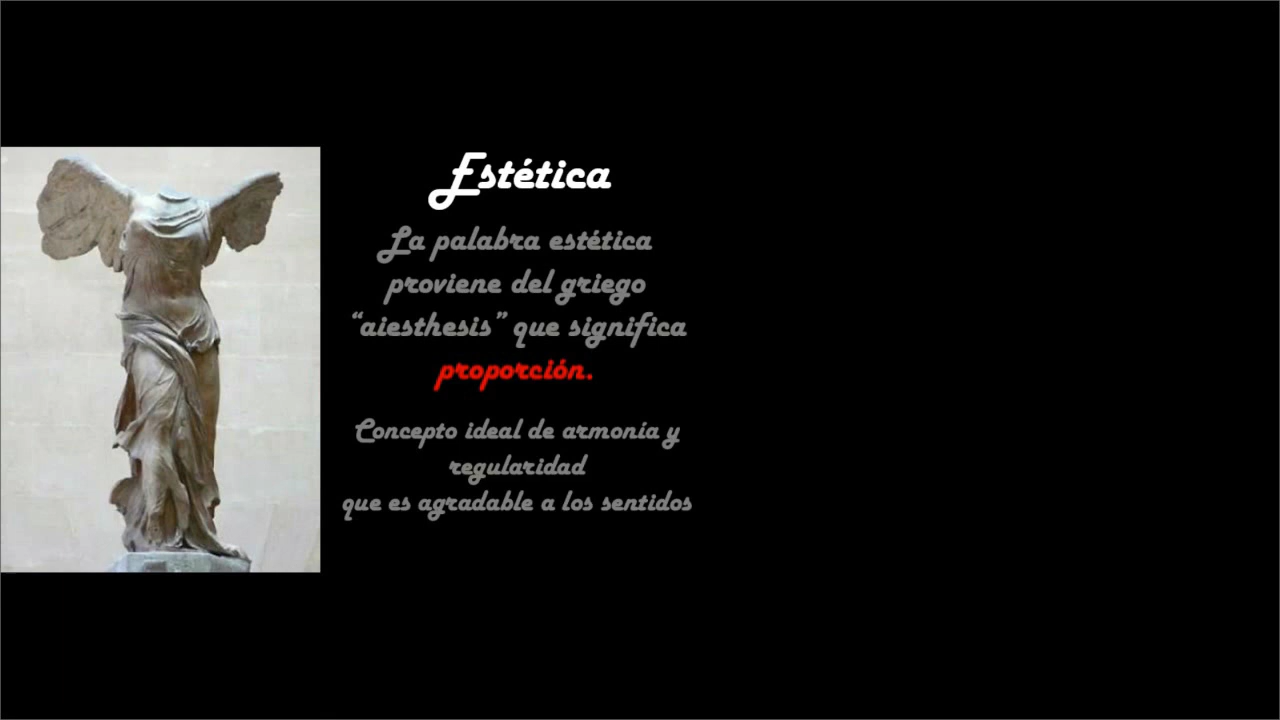 Estética
La palabra estética
proviene del griego
“aiesthesis” que significa
proporción.
Concepto ideal de armonía y
regularidad
que es agradable a los sentidos